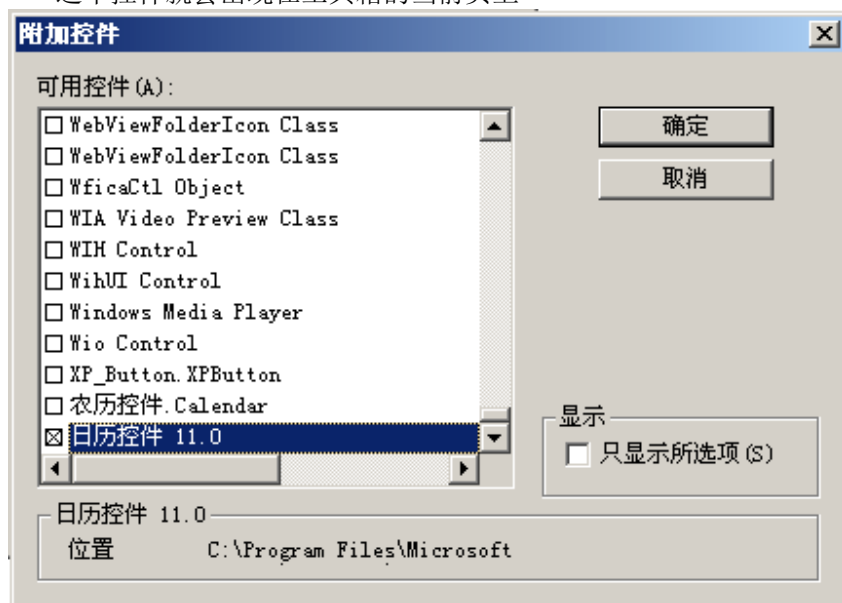 附加控件
可用控件(A):
WebViewFolderIcon Class
WebViewFolderIcon Class
WficaCtl Object
WIA Video Preview Class
WIH Control
WihUI Control
Windows Media Player
Wio Control
XP_Button.XPButton
农历控件.Calendar
日历控件 11.0
确定
取消
显示
只显示所选项(S)
日历控件 11.0
位置 C:\Program Files\Microsoft